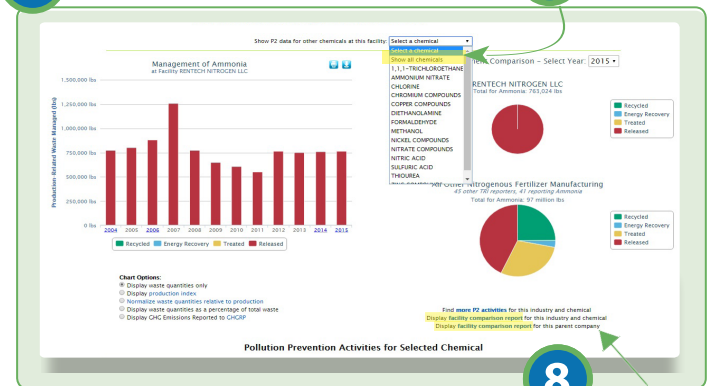 Show P2 data for other chemicals at this facility: Select a chemical
Select a chemical
Show all chemicals
1,1,1-TRICHLOROETHANE
AMMONIUM NITRATE
CHLORINE
CHROMIUM COMPOUNDS
COPPER COMPOUNDS
DIETHANOLAMINE
FORMALDEHYDE
METHANOL
NICKEL COMPOUNDS
NITRATE COMPOUNDS
NITRIC ACID
SULFURIC ACID
THIOUREA
Management of Ammonia
at Facility RENTECH NITROGEN LLC
Production-Related Waste Managed (lbs)
1,500,000 lbs
1,250,000 lbs
1,000,000 lbs
750,000 lbs
500,000 lbs
250,000 lbs
0 lbs
2004 2005 2006 2007 2008 2009 2010 2011 2012 2013 2014 2015
Recycled Energy Recovery Treated Released
Chart Options:
Display waste quantities only
Display production index
Normalize waste quantities relative to production
Display waste quantities as a percentage of total waste
Display GHG Emissions Reported to GHGRP
Comparison - Select Year: 2015
RENTECH NITROGEN LLC
Total for Ammonia: 763,024 lbs
Recycled
Energy Recovery
Treated
Released
Other Nitrogenous Fertilizer Manufacturing
45 other TRI reporters, 41 reporting Ammonia
Total for Ammonia: 97 million lbs
Recycled
Energy Recovery
Treated
Released
Find more P2 activities for this industry and chemical
Display facility comparison report for this industry and chemical
Display facility comparison report for this parent company
Pollution Prevention Activities for Selected Chemical
8